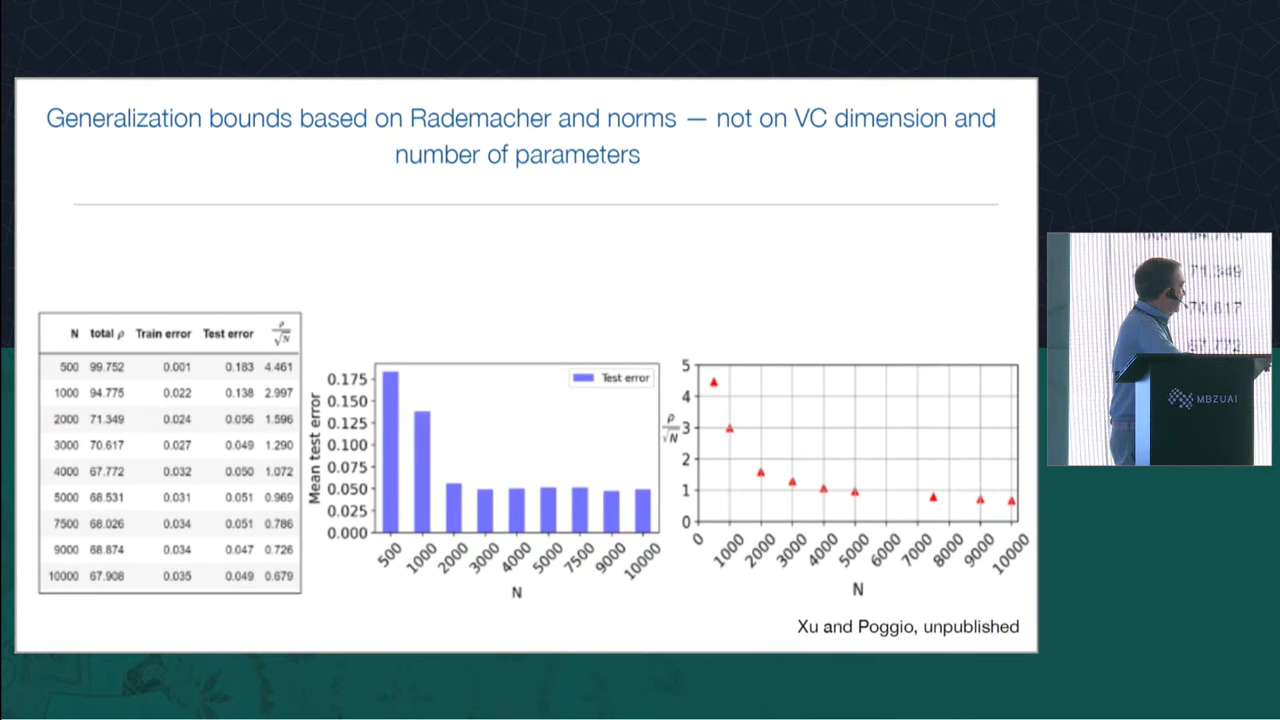 Generalization bounds based on Rademacher and norms — not on VC dimension and
number of parameters
N total ρ Train error Test error ρ/√N
500 99.752 0.001 0.183 4.461
1000 94.775 0.022 0.138 2.997
2000 71.349 0.024 0.056 1.596
3000 70.617 0.027 0.049 1.290
4000 67.772 0.032 0.050 1.072
5000 68.531 0.031 0.051 0.969
7500 68.026 0.034 0.051 0.786
9000 68.874 0.034 0.047 0.726
10000 67.908 0.035 0.049 0.679
Mean test error
0.175
0.150
0.125
0.100
0.075
0.050
0.025
0.000
Test error
500 1000 2000 3000 4000 5000 7500 9000 10000
N
ρ/√N
5
4
3
2
1
0
0 1000 2000 3000 4000 5000 6000 7000 8000 9000 10000
N
Xu and Poggio, unpublished
71.349
70.617
67.772
MBZUAI